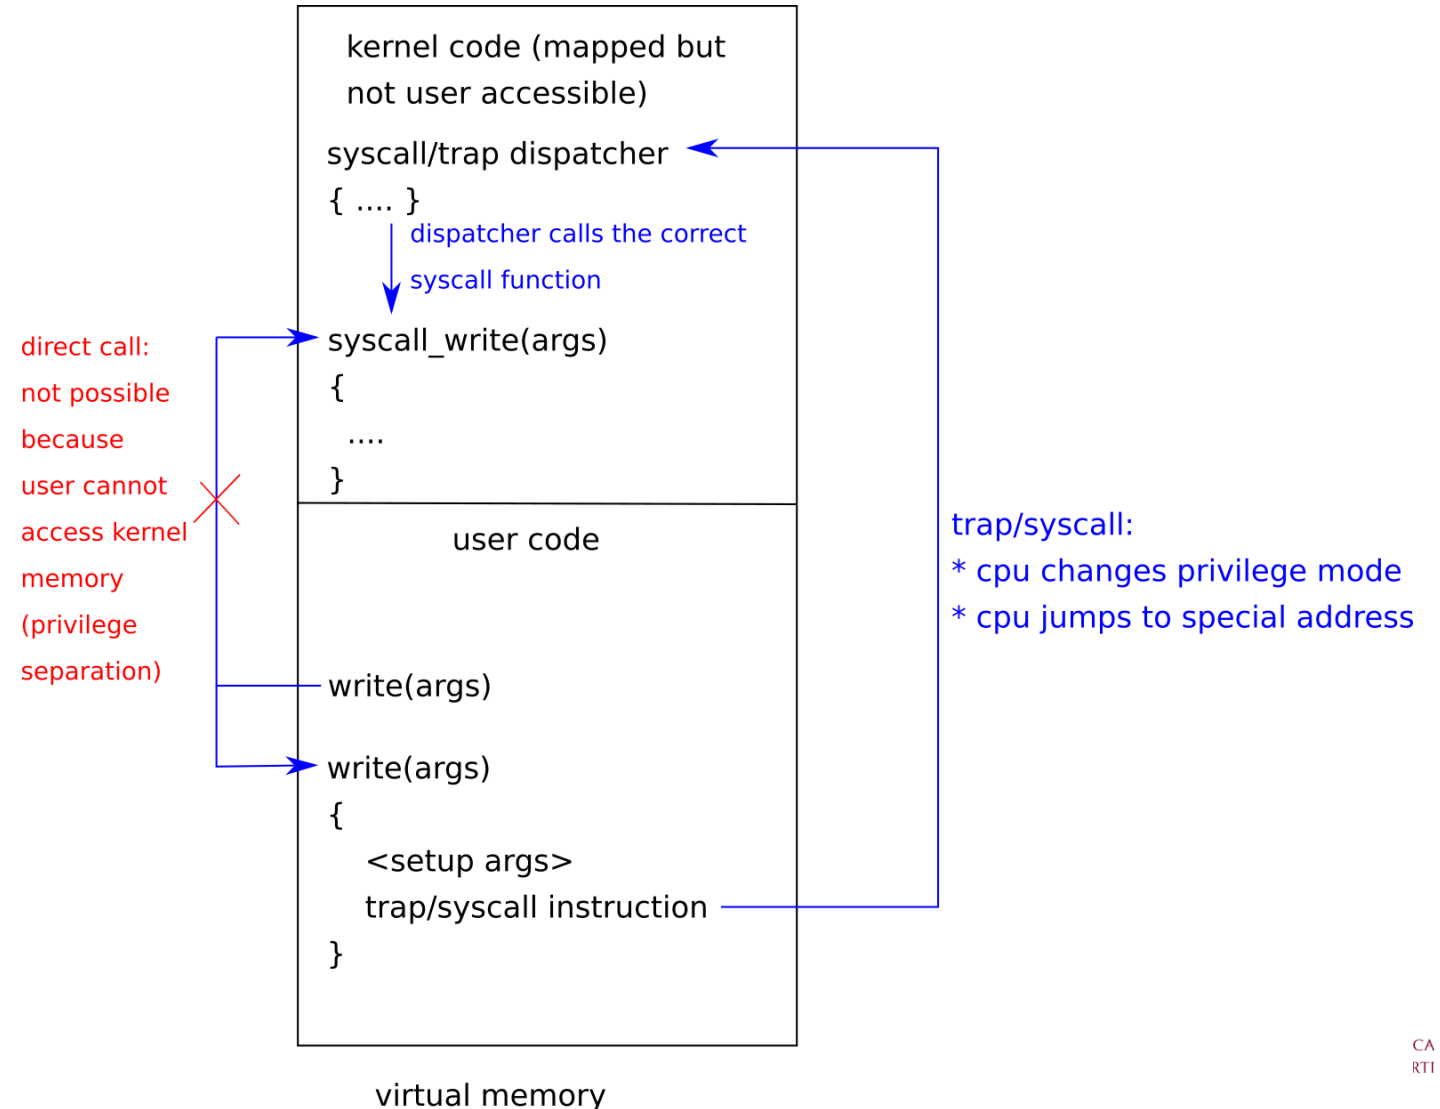 kernel code (mapped but
not user accessible)
syscall/trap dispatcher
{ .... }
dispatcher calls the correct
syscall function
syscall_write(args)
{
....
}
direct call:
not possible
because
user cannot
access kernel
memory
(privilege
separation)
user code
trap/syscall:
* cpu changes privilege mode
* cpu jumps to special address
write(args)
write(args)
{
<setup args>
trap/syscall instruction
}
virtual memory
CA
RTI